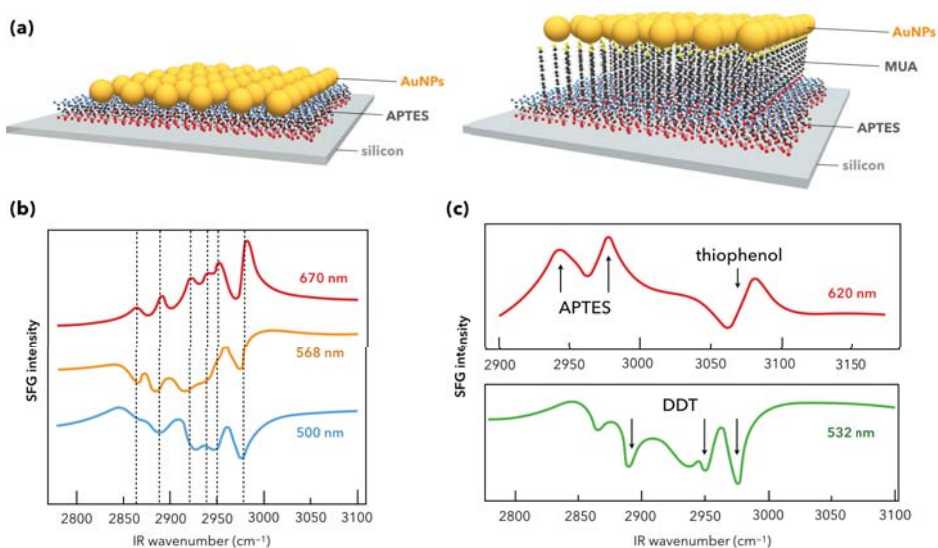 (a)
AuNPs
APTES
silicon
AuNPs
MUA
APTES
silicon
(b)
670 nm
568 nm
500 nm
SFG intensity
2800 2850 2900 2950 3000 3050 3100
IR wavenumber (cm⁻¹)
(c)
thiophenol
APTES
620 nm
2900 2950 3000 3050 3100 3150
SFG intensity
DDT
532 nm
2800 2850 2900 2950 3000 3050 3100
IR wavenumber (cm⁻¹)